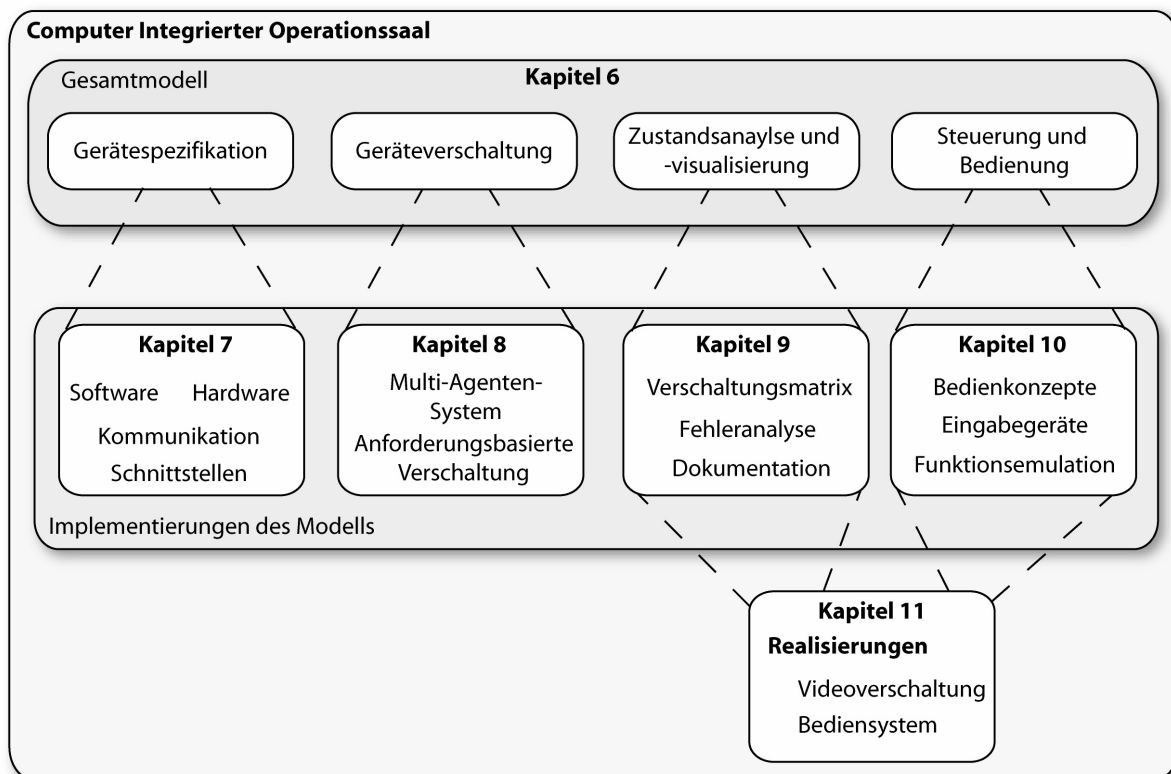 Computer Integrierter Operationssaal
Gesamtmodell
Kapitel 6
Gerätespezifikation
Geräteverschaltung
Zustandsanaylse und
-visualisierung
Steuerung und
Bedienung
Kapitel 7
Software Hardware
Kommunikation
Schnittstellen
Kapitel 8
Multi-Agenten-
System
Anforderungsbasierte
Verschaltung
Kapitel 9
Verschaltungsmatrix
Fehleranalyse
Dokumentation
Kapitel 10
Bedienkonzepte
Eingabegeräte
Funktionsemulation
Implementierungen des Modells
Kapitel 11
Realisierungen
Videoverschaltung
Bediensystem